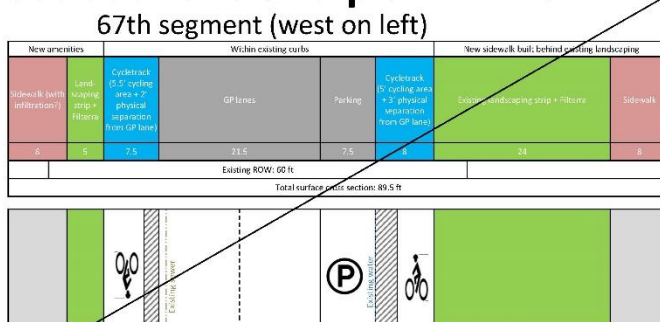 67th segment (west on left)
New amenities
Within existing curbs
New sidewalk built; behind existing landscaping
Sidewalk (with
infiltration?)
Land-
scaping
strip +
Filterra
Cycletrack
(5.5' cycling
area + 2'
physical
separation
from GP lane)
GP lanes
Parking
Cycletrack
(5' cycling area
+ 3' physical
separation
from GP lane)
Existing landscaping strip + Filterra
Sidewalk
8
5
7.5
21.5
7.5
8
24
8
Existing ROW: 60 ft
Total surface cross section: 89.5 ft
Existing sewer
P
Existing water